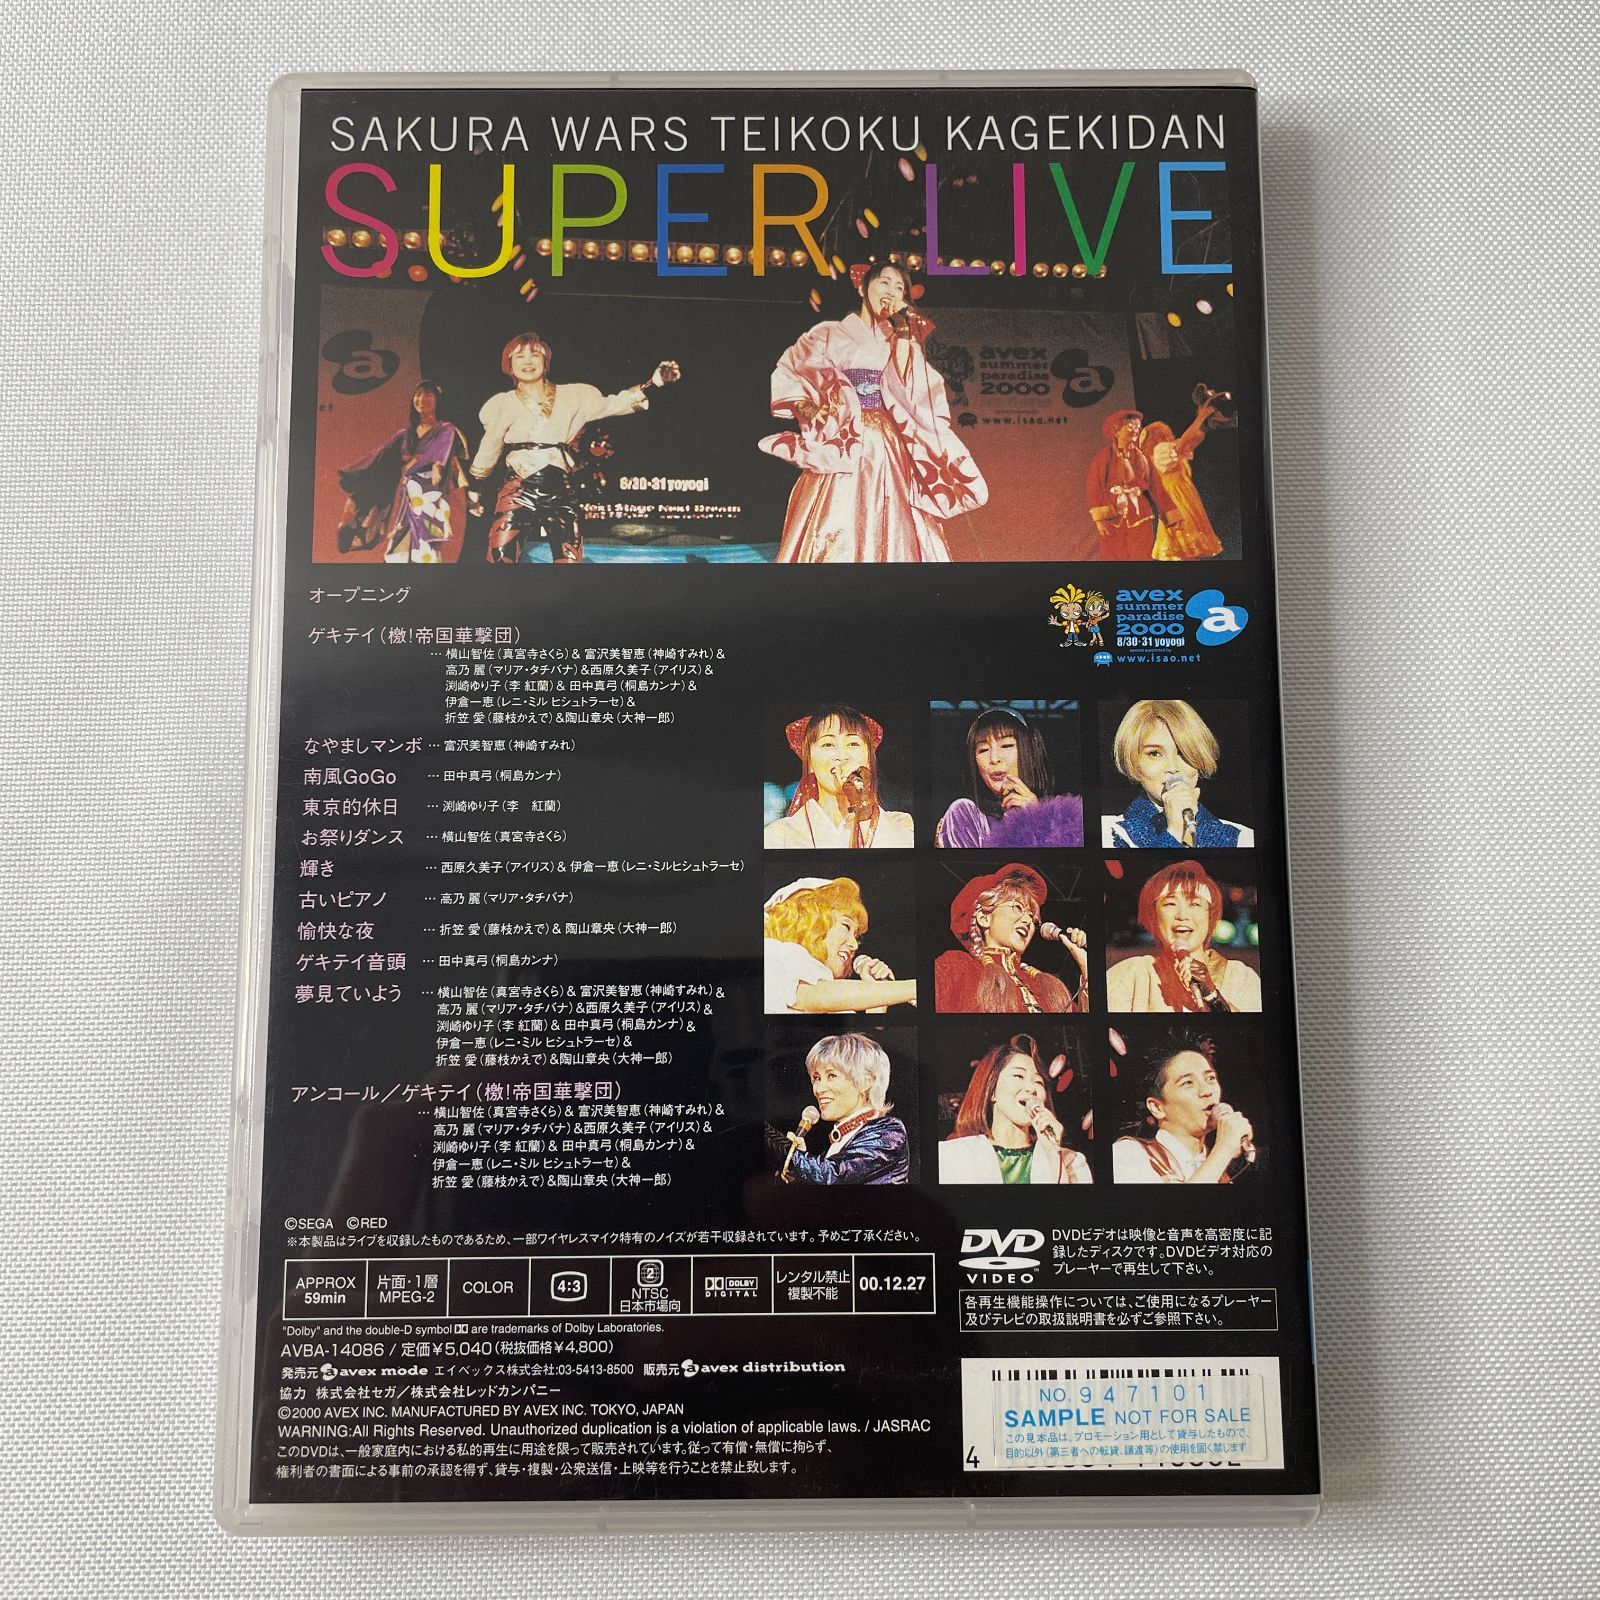 SAKURA WARS TEIKOKU KAGEKIDAN
SUPER LIVE
avex
summer
paradise
2000
www.isao.net
8/30・31 yoyogi
Next Stage Next Dream
オープニング
ゲキテイ（檄!帝国華撃団）
… 横山智佐（真宮寺さくら）& 富沢美智恵（神崎すみれ）&
高乃 麗（マリア・タチバナ）&西原久美子（アイリス）&
渕崎ゆり子（李 紅蘭）& 田中真弓（桐島カンナ）&
伊倉一恵（レニ・ミルヒシュトラーセ）&
折笠 愛（藤枝かえで）&陶山章央（大神一郎）
なやましマンボ … 富沢美智恵（神崎すみれ）
南風GoGo … 田中真弓（桐島カンナ）
東京的休日 … 渕崎ゆり子（李 紅蘭）
お祭りダンス … 横山智佐（真宮寺さくら）
輝き … 西原久美子（アイリス）& 伊倉一恵（レニ・ミルヒシュトラーセ）
古いピアノ … 高乃 麗（マリア・タチバナ）
愉快な夜 … 折笠 愛（藤枝かえで）& 陶山章央（大神一郎）
ゲキテイ音頭 … 田中真弓（桐島カンナ）
夢見ていよう … 横山智佐（真宮寺さくら）& 富沢美智恵（神崎すみれ）&
高乃 麗（マリア・タチバナ）&西原久美子（アイリス）&
渕崎ゆり子（李 紅蘭）& 田中真弓（桐島カンナ）&
伊倉一恵（レニ・ミルヒシュトラーセ）&
折笠 愛（藤枝かえで）&陶山章央（大神一郎）
アンコール／ゲキテイ（檄!帝国華撃団）
… 横山智佐（真宮寺さくら）& 富沢美智恵（神崎すみれ）&
高乃 麗（マリア・タチバナ）&西原久美子（アイリス）&
渕崎ゆり子（李 紅蘭）& 田中真弓（桐島カンナ）&
伊倉一恵（レニ・ミルヒシュトラーセ）&
折笠 愛（藤枝かえで）&陶山章央（大神一郎）
avex
summer
paradise
2000
8/30・31 yoyogi
www.isao.net
©SEGA ©RED
※本製品はライブを収録したものであるため、一部ワイヤレスマイク特有のノイズが若干収録されています。予めご了承ください。
APPROX 59min
片面・1層 MPEG-2
COLOR
4:3
2 NTSC 日本市場向
DOLBY DIGITAL
レンタル禁止 複製不能
00.12.27
DVD VIDEO
DVDビデオは映像と音声を高密度に記
録したディスクです。DVDビデオ対応の
プレーヤーで再生して下さい。
各再生機能操作については、ご使用になるプレーヤー
及びテレビの取扱説明書を必ずご参照下さい。
"Dolby" and the double-D symbol are trademarks of Dolby Laboratories.
AVBA-14086 / 定価¥5,040（税抜価格¥4,800）
発売元 avex mode エイベックス株式会社:03-5413-8500 販売元 avex distribution
協力 株式会社セガ／株式会社レッドカンパニー
©2000 AVEX INC. MANUFACTURED BY AVEX INC. TOKYO, JAPAN
WARNING:All Rights Reserved. Unauthorized duplication is a violation of applicable laws. / JASRAC
このDVDは、一般家庭内における私的再生に用途を限って販売されています。従って有償・無償に拘らず、
権利者の書面による事前の承認を得ず、貸与・複製・公衆送信・上映等を行うことを禁止致します。
NO.947101
SAMPLE NOT FOR SALE
この見本品は、プロモーション用として貸与したもので、
目的以外（第三者への転貸、譲渡等）の使用を固く禁じます
4